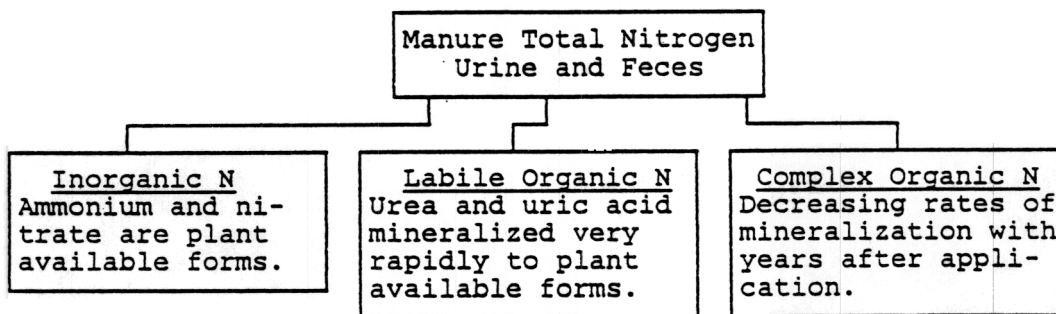 Manure Total Nitrogen
Urine and Feces
Inorganic N
Ammonium and ni-
trate are plant
available forms.
Labile Organic N
Urea and uric acid
mineralized very
rapidly to plant
available forms.
Complex Organic N
Decreasing rates of
mineralization with
years after appli-
cation.